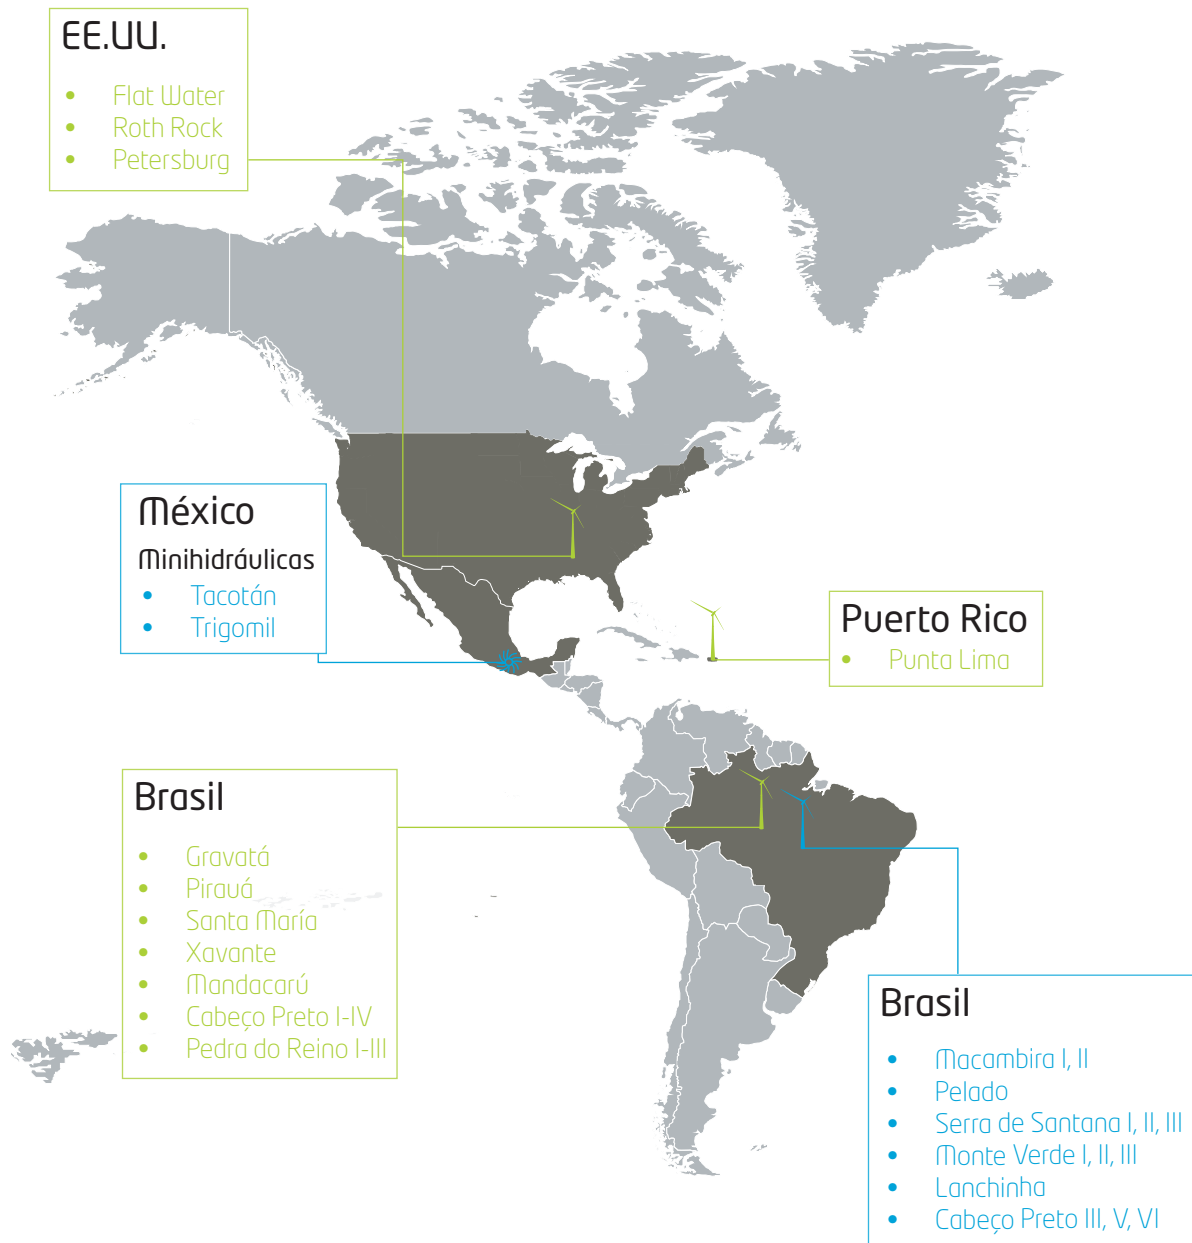 EE.UU.
• Flat Water
• Roth Rock
• Petersburg
México
Minihidráulicas
• Tacotán
• Trigomil
Puerto Rico
• Punta Lima
Brasil
• Gravatá
• Pirauá
• Santa María
• Xavante
• Mandacarú
• Cabeço Preto I-IV
• Pedra do Reino I-III
Brasil
• Macambira I, II
• Pelado
• Serra de Santana I, II, III
• Monte Verde I, II, III
• Lanchinha
• Cabeço Preto III, V, VI